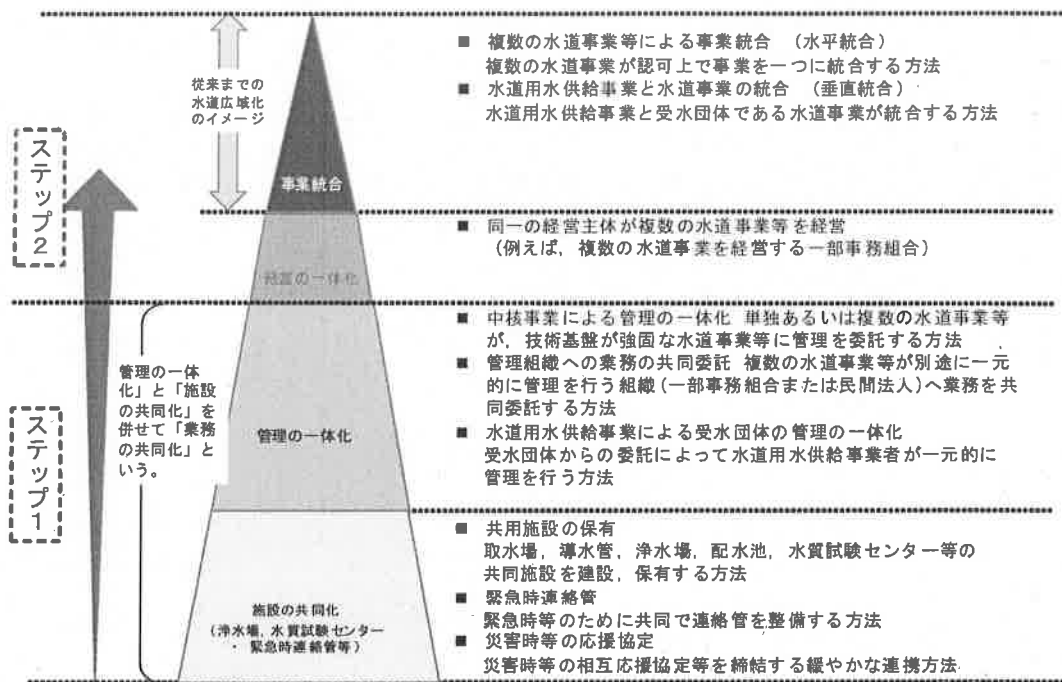 ■ 複数の水道事業等による事業統合 （水平統合）
複数の水道事業が認可上で事業を一つに統合する方法
■ 水道用水供給事業と水道事業の統合 （垂直統合）
水道用水供給事業と受水団体である水道事業が統合する方法
従来までの
水道広域化
のイメージ
事業統合
ステップ2
■ 同一の経営主体が複数の水道事業等を経営
（例えば，複数の水道事業を経営する一部事務組合）
経営の一体化
■ 中核事業による管理の一体化 単独あるいは複数の水道事業等
が，技術基盤が強固な水道事業等に管理を委託する方法
■ 管理組織への業務の共同委託 複数の水道事業等が別途に一元
的に管理を行う組織（一部事務組合または民間法人）へ業務を共
同委託する方法
■ 水道用水供給事業による受水団体の管理の一体化
受水団体からの委託によって水道用水供給事業者が一元的に
管理を行う方法
管理の一体
化」と「施設
の共同化」を
併せて「業務
の共同化」と
いう。
管理の一体化
ステップ1
■ 共用施設の保有
取水場，導水管，浄水場，配水池，水質試験センター等の
共同施設を建設，保有する方法
■ 緊急時連絡管
緊急時等のために共同で連絡管を整備する方法
■ 災害時等の応援協定
災害時等の相互応援協定等を締結する緩やかな連携方法
施設の共同化
（浄水場，水質試験センター
・ 緊急時連絡管等）